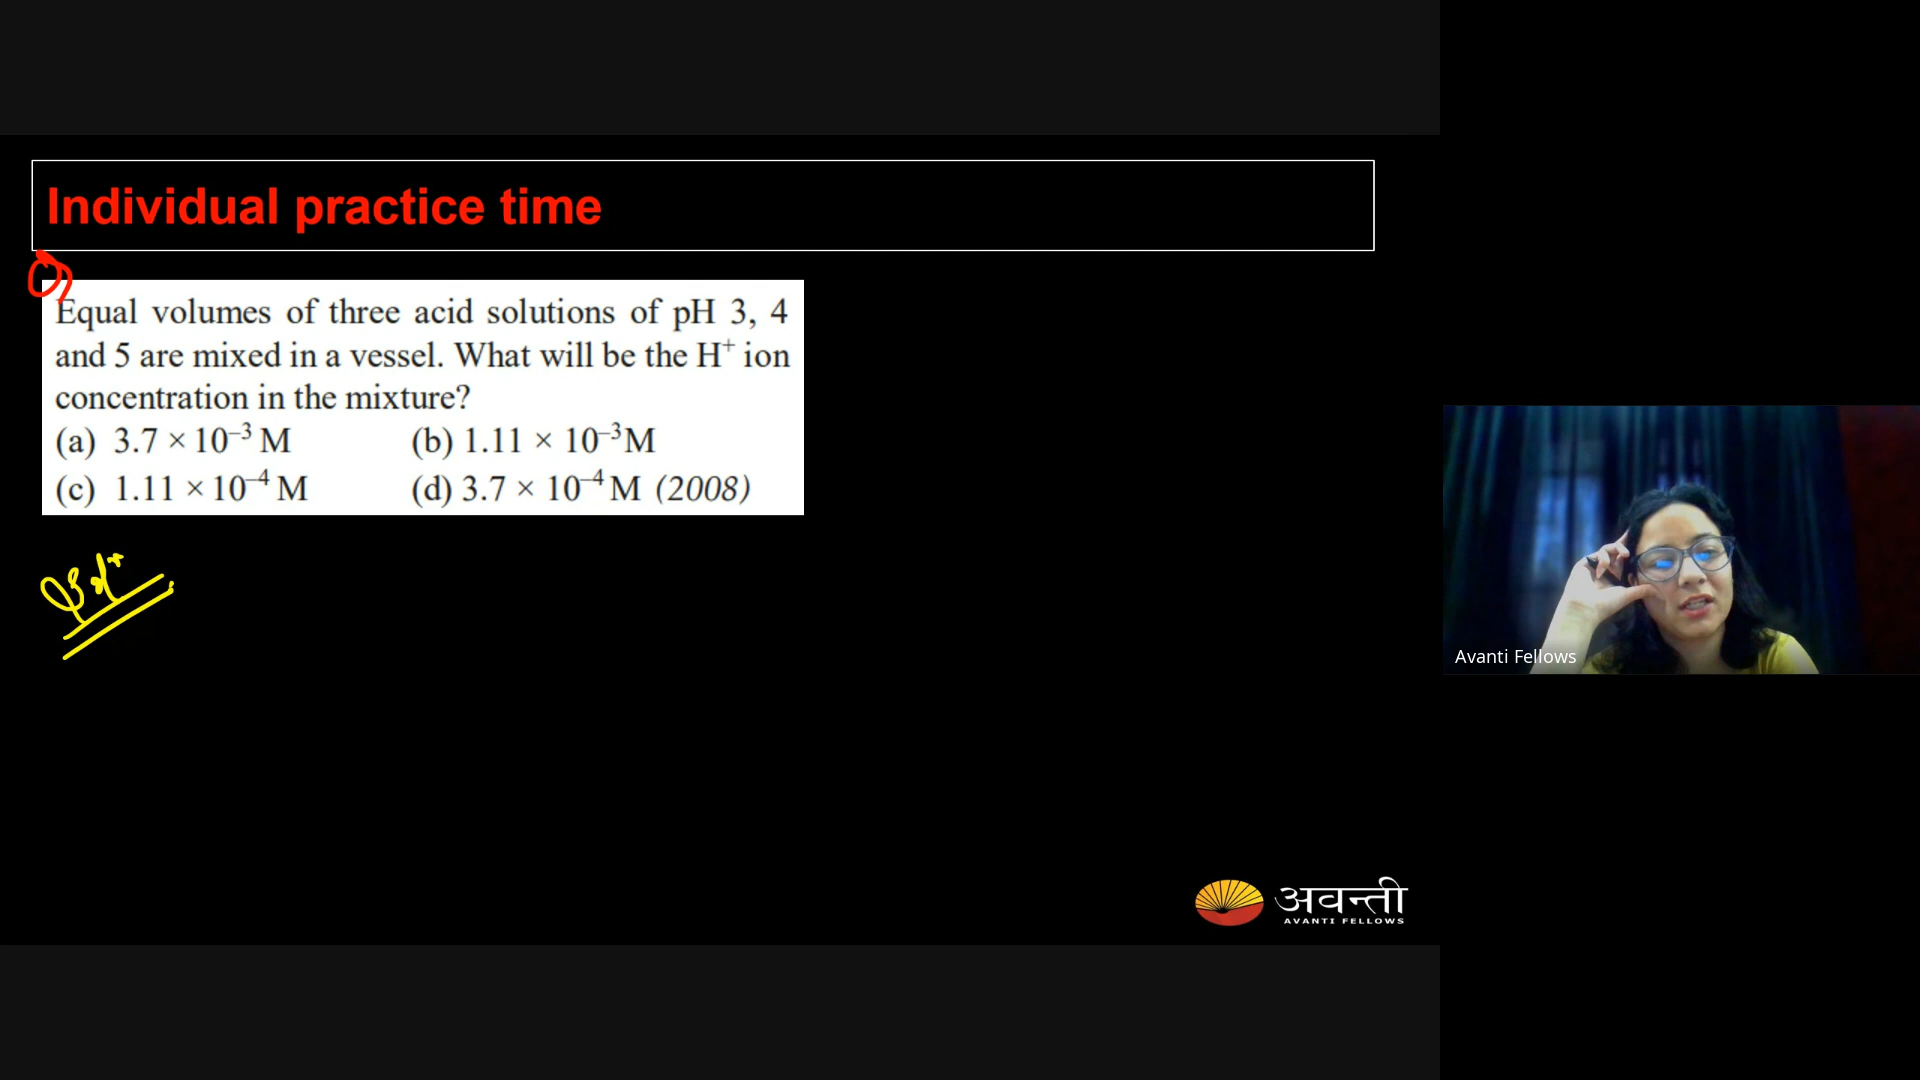 Individual practice time
Q)
Equal volumes of three acid solutions of pH 3, 4
and 5 are mixed in a vessel. What will be the H⁺ ion
concentration in the mixture?
(a) 3.7 × 10⁻³ M (b) 1.11 × 10⁻³M
(c) 1.11 × 10⁻⁴ M (d) 3.7 × 10⁻⁴ M (2008)
Avanti Fellows
अवन्ती
AVANTI FELLOWS